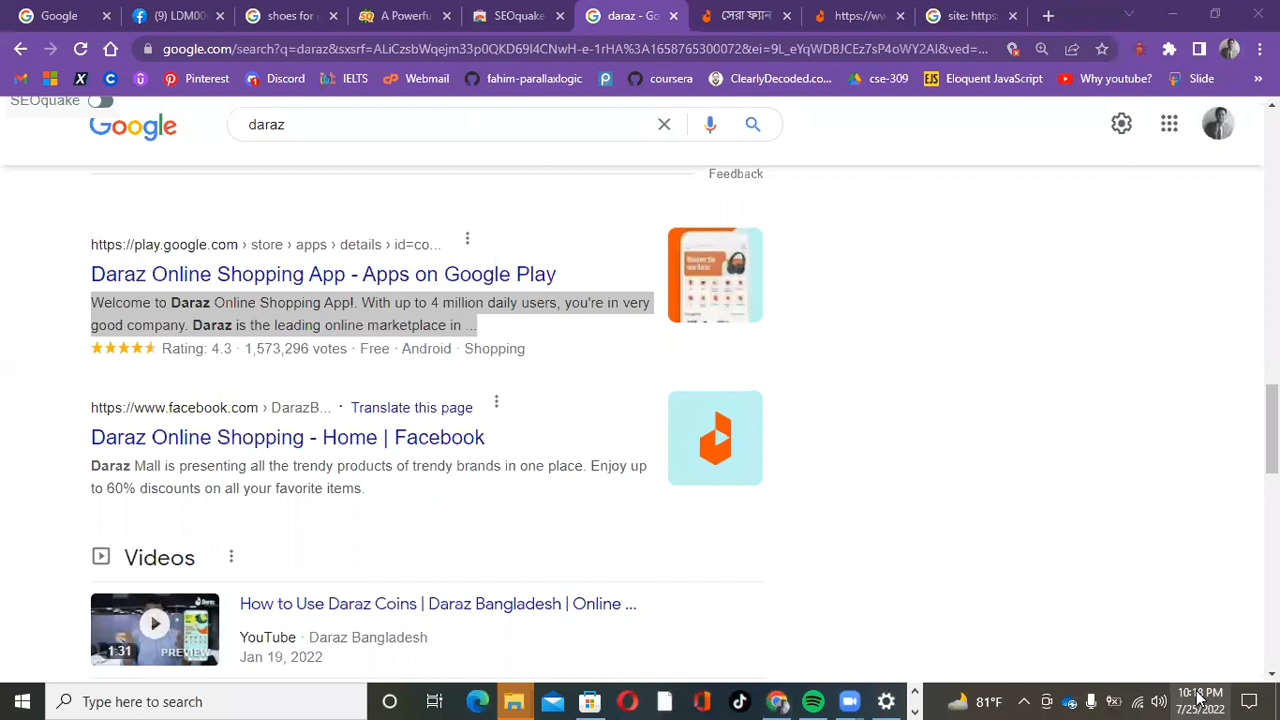 Google
(8) LDM00
shoes for
A Powerfu
SEOquake
daraz - Go
সেরা ফ্যান
https://ww
site: https:
google.com/search?q=daraz&sxsrf=ALiCzsbWqejm33p0QKD69I4CNwH-e-1rHA%3A1658765300072&ei=9L_eYqWDBJCEz7sP4oWY2AI&ved=...
Pinterest
Discord
IELTS
Webmail
fahim-parallaxlogic
coursera
ClearlyDecoded.co...
cse-309
Eloquent JavaScript
Why youtube?
Slide
»
SEOquake
Google
daraz
Feedback
https://play.google.com › store › apps › details › id=co...
Daraz Online Shopping App - Apps on Google Play
Welcome to Daraz Online Shopping App!. With up to 4 million daily users, you're in very
good company. Daraz is the leading online marketplace in ...
Rating: 4.3 · 1,573,296 votes · Free · Android · Shopping
https://www.facebook.com › DarazB... · Translate this page
Daraz Online Shopping - Home | Facebook
Daraz Mall is presenting all the trendy products of trendy brands in one place. Enjoy up
to 60% discounts on all your favorite items.
Videos
How to Use Daraz Coins | Daraz Bangladesh | Online ...
YouTube · Daraz Bangladesh
Jan 19, 2022
1:31
PREVIEW
Type here to search
81°F
10:18 PM
7/25/2022